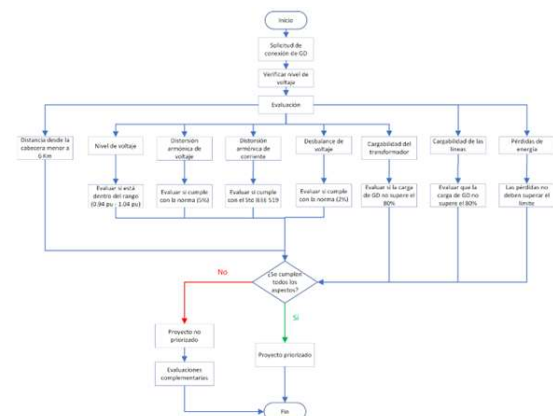 Inicio
Solicitud de
conexión de GD
Verificar nivel de
voltaje
Evaluación
Distancia desde la
cabecera menor a
6 Km
Nivel de voltaje
Distorsión
armónica de
voltaje
Distorsión
armónica de
corriente
Desbalance de
voltaje
Cargabilidad del
transformador
Cargabilidad de las
líneas
Pérdidas de
energía
Evaluar si está
dentro del rango
(0.94 pu - 1.04 pu)
Evaluar si cumple
con la norma (5%)
Evaluar si cumple
con el Std IEEE 519
Evaluar si cumple
con la norma (2%)
Evaluar si la carga
de GD no supere el
80%
Evaluar que la
carga de GD no
supere el 80%
Las pérdidas no
deben superar el
límite
¿Se cumplen
todos los
aspectos?
No
Si
Proyecto no
priorizado
Proyecto priorizado
Evaluaciones
complementarias
Fin